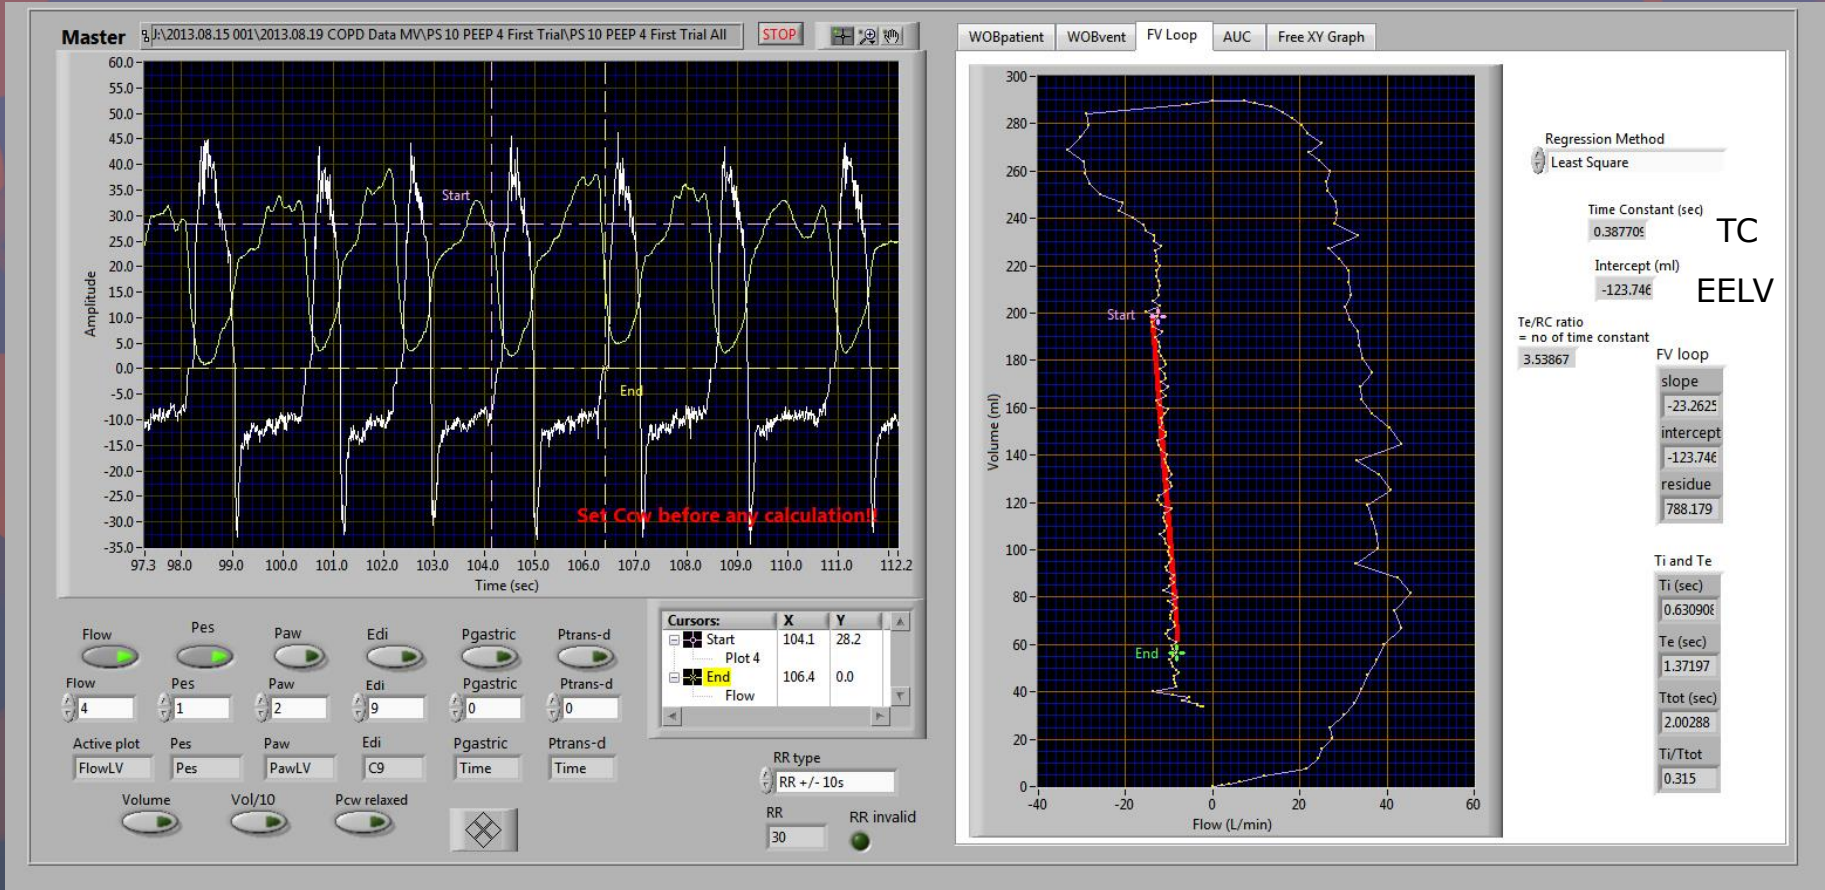 Master J:\2013.08.15 001\2013.08.19 COPD Data MV\PS 10 PEEP 4 First Trial\PS 10 PEEP 4 First Trial All STOP
60.0
55.0
50.0
45.0
40.0
35.0
30.0
25.0
20.0
15.0
10.0
5.0
0.0
-5.0
-10.0
-15.0
-20.0
-25.0
-30.0
-35.0
Amplitude
Start
End
Set Ccw before any calculation!!
97.3 98.0 99.0 100.0 101.0 102.0 103.0 104.0 105.0 106.0 107.0 108.0 109.0 110.0 111.0 112.2
Time (sec)
Flow Pes Paw Edi Pgastric Ptrans-d
Flow Pes Paw Edi Pgastric Ptrans-d
4 1 2 9 0 0
Active plot Pes Paw Edi Pgastric Ptrans-d
FlowLV Pes PawLV C9 Time Time
Volume Vol/10 Pcw relaxed
Cursors: X Y
Start 104.1 28.2
Plot 4
End 106.4 0.0
Flow
RR type
RR +/- 10s
RR RR invalid
30
WOBpatient WOBvent FV Loop AUC Free XY Graph
300
280
260
240
220
200
180
160
140
120
100
80
60
40
20
0
Volume (ml)
Start
End
-40 -20 0 20 40 60
Flow (L/min)
Regression Method
Least Square
Time Constant (sec)
0.387709 TC
Intercept (ml)
-123.746 EELV
Te/RC ratio
= no of time constant
3.53867
FV loop
slope
-23.2625
intercept
-123.746
residue
788.179
Ti and Te
Ti (sec)
0.630908
Te (sec)
1.37197
Ttot (sec)
2.00288
Ti/Ttot
0.315